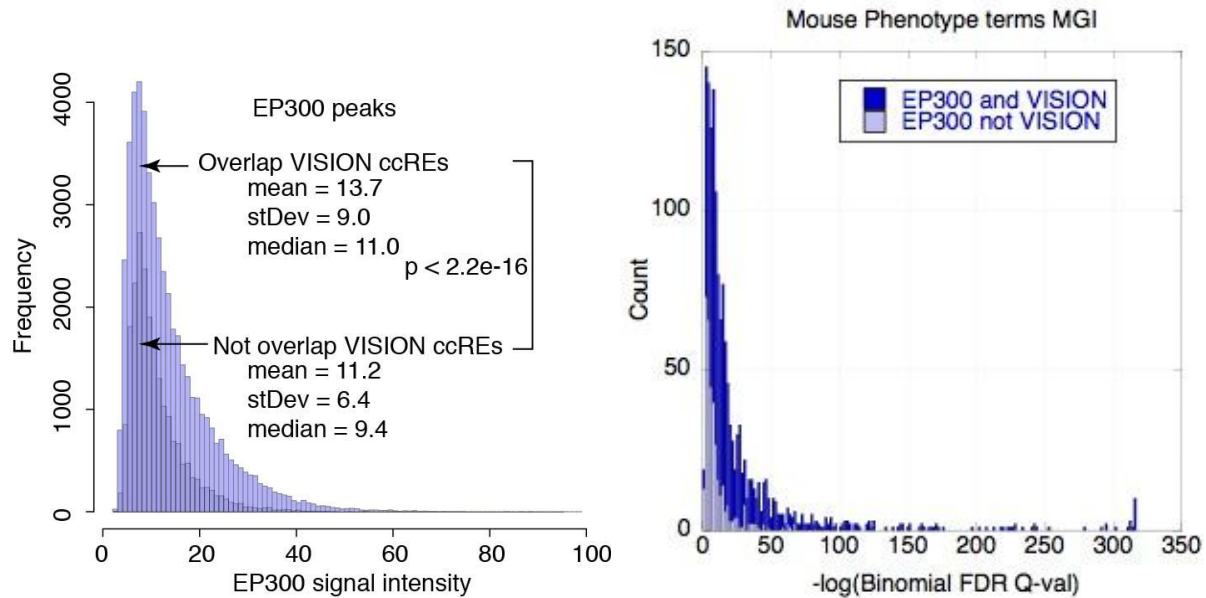 EP300 peaks
Overlap VISION ccREs
mean = 13.7
stDev = 9.0
median = 11.0
p < 2.2e-16
Not overlap VISION ccREs
mean = 11.2
stDev = 6.4
median = 9.4
Frequency
4000
3000
2000
1000
0
0 20 40 60 80 100
EP300 signal intensity
Mouse Phenotype terms MGI
EP300 and VISION
EP300 not VISION
Count
150
100
50
0
0 50 100 150 200 250 300 350
-log(Binomial FDR Q-val)